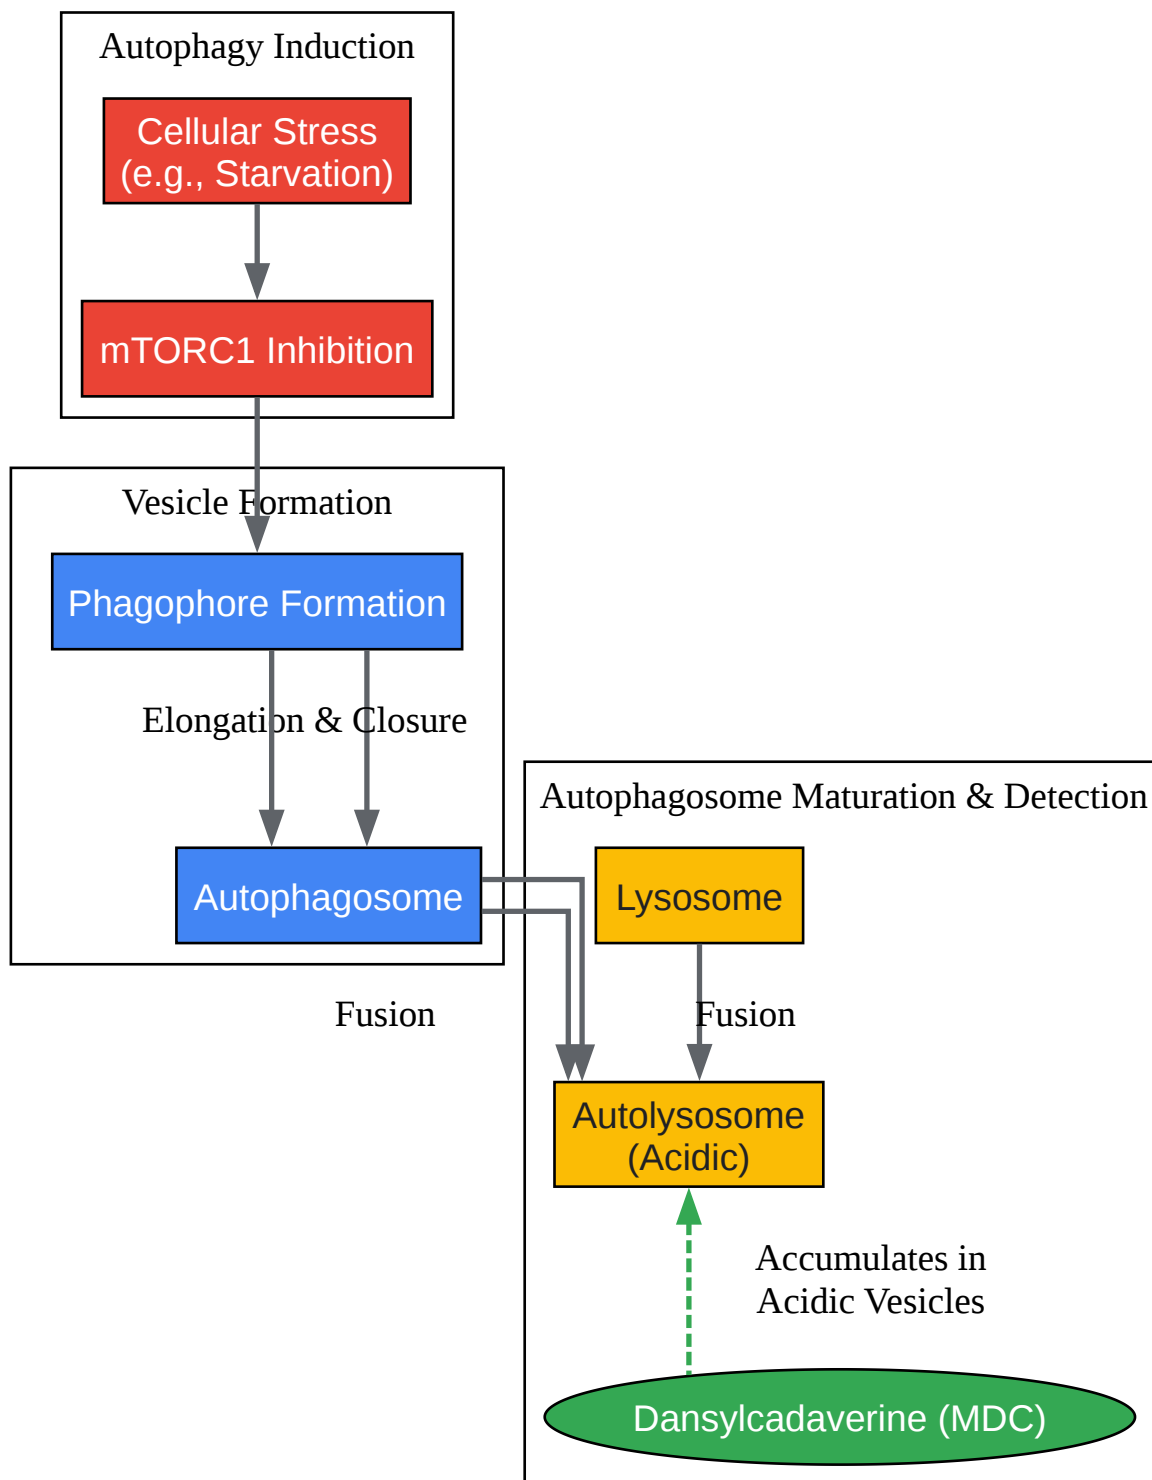 Autophagy Induction
Cellular Stress
(e.g., Starvation)
mTORC1 Inhibition
Vesicle Formation
Phagophore Formation
Elongation & Closure
Autophagosome
Autophagosome Maturation & Detection
Lysosome
Fusion
Fusion
Autolysosome
(Acidic)
Accumulates in
Acidic Vesicles
Dansylcadaverine (MDC)